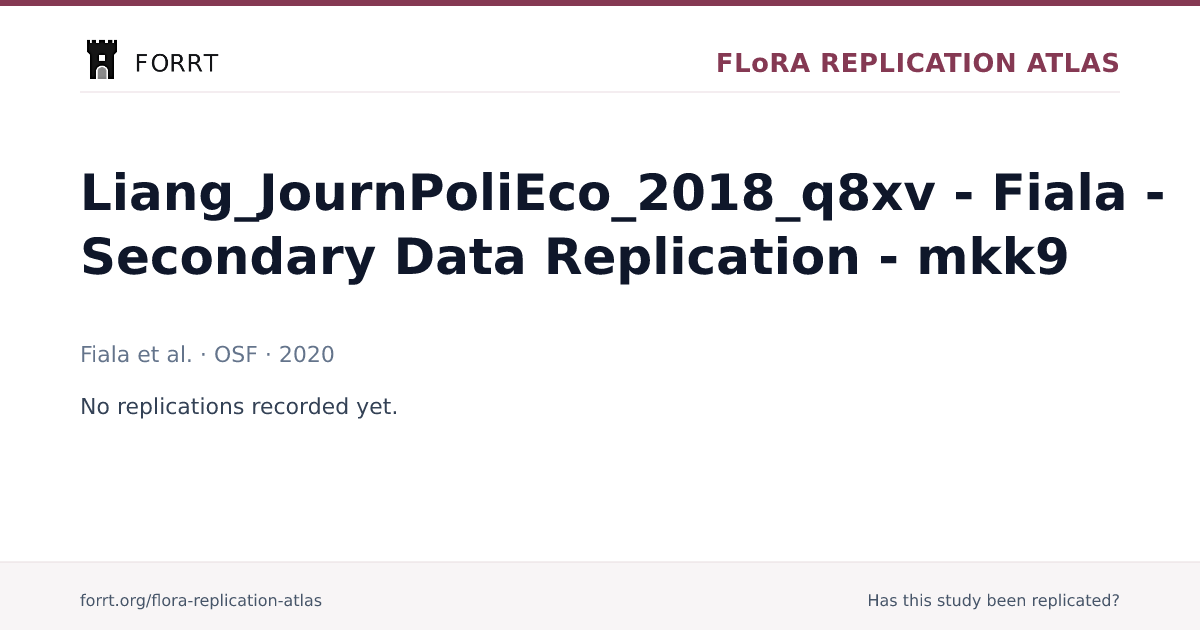 FORRT
FLoRA REPLICATION ATLAS
Liang_JournPoliEco_2018_q8xv - Fiala -
Secondary Data Replication - mkk9
Fiala et al. · OSF · 2020
No replications recorded yet.
forrt.org/flora-replication-atlas
Has this study been replicated?